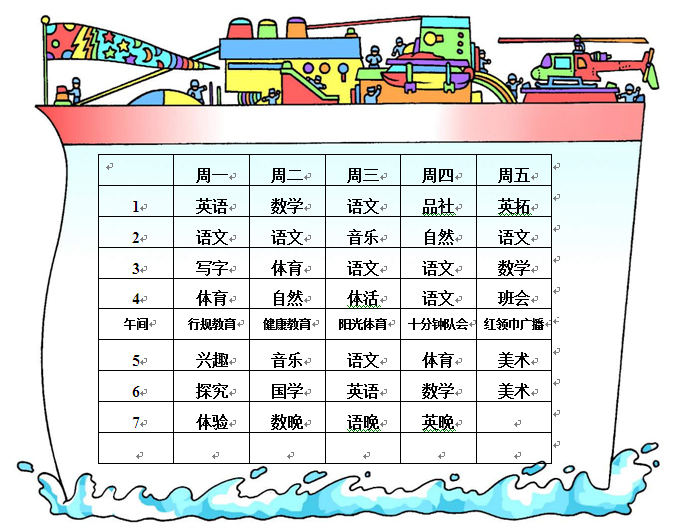 周一 周二 周三 周四 周五
1 英语 数学 语文 品社 英拓
2 语文 语文 音乐 自然 语文
3 写字 体育 语文 语文 数学
4 体育 自然 体活 语文 班会
午间 行规教育 健康教育 阳光体育 十分钟队会 红领巾广播
5 兴趣 音乐 语文 体育 美术
6 探究 国学 英语 数学 美术
7 体验 数晚 语晚 英晚